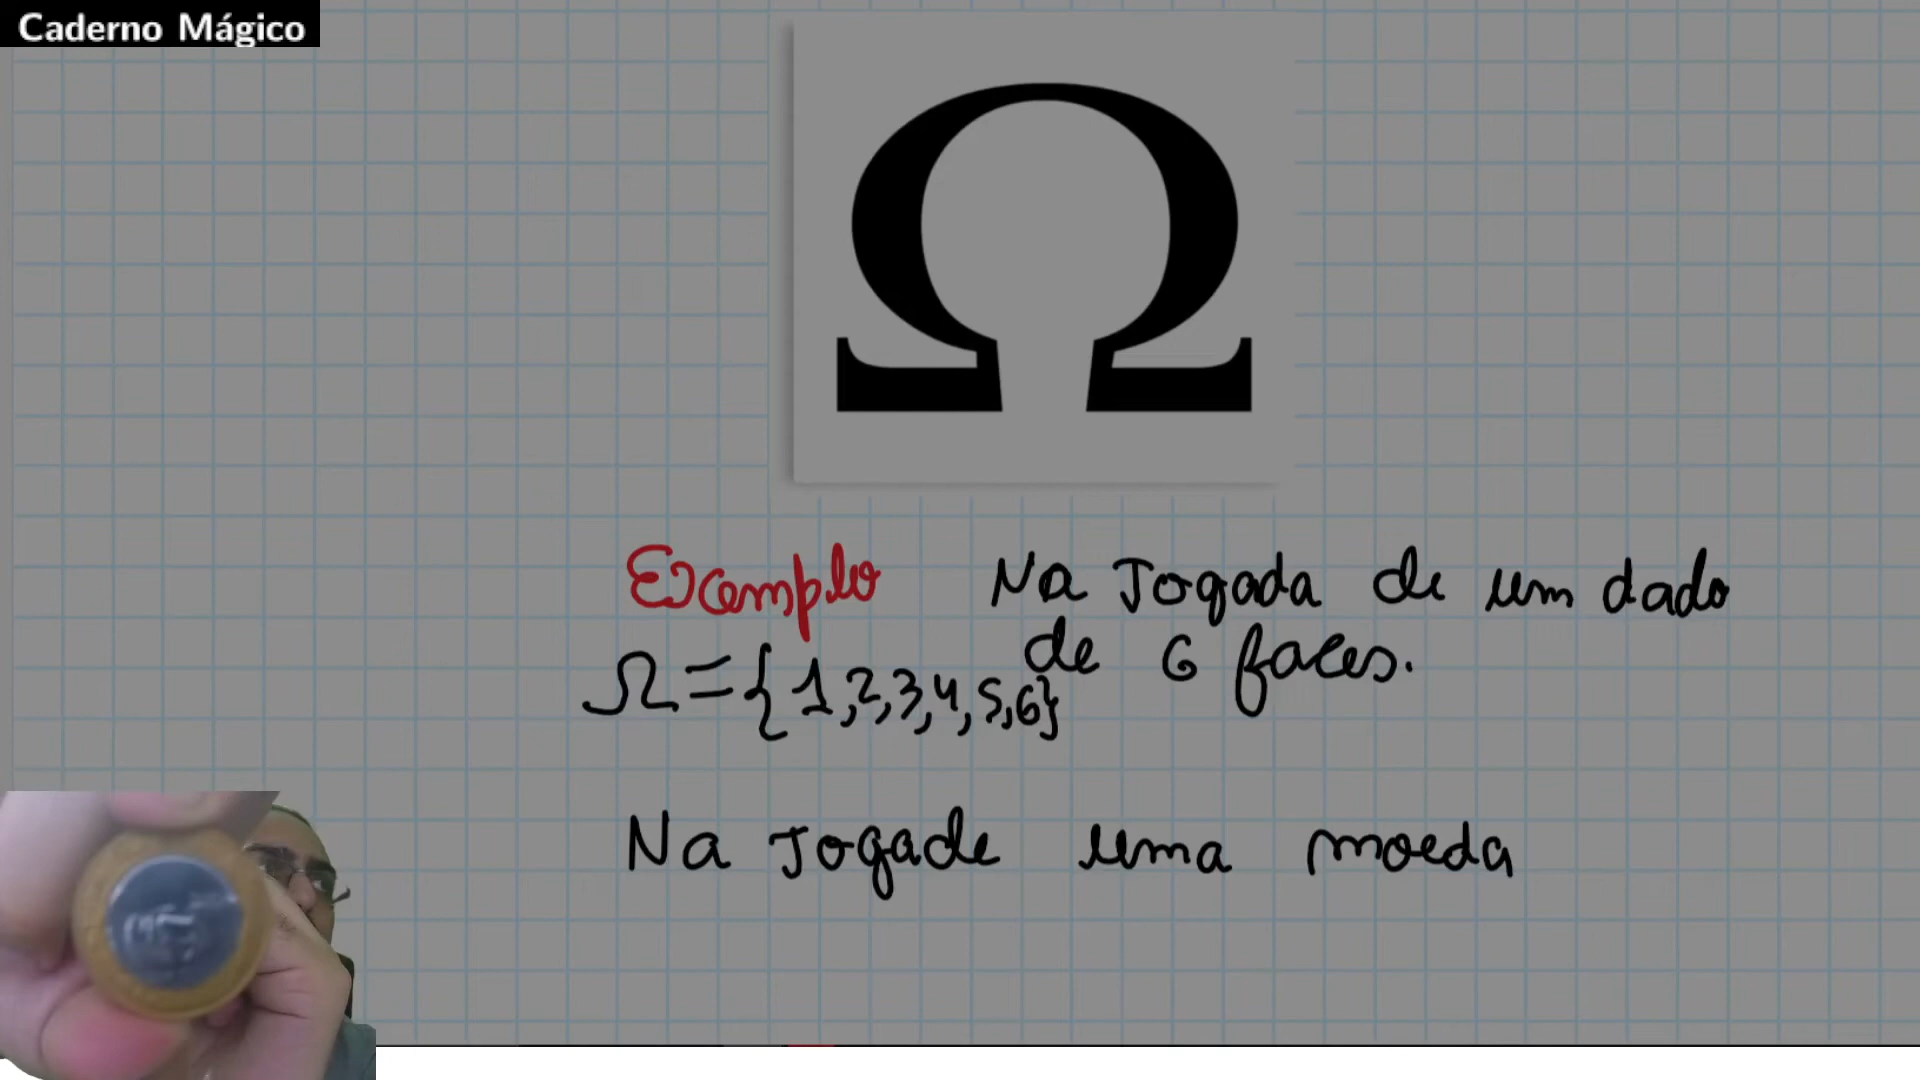 Caderno Mágico
Ω
Exemplo Na Jogada de um dado
de 6 faces.
Ω={1,2,3,4,5,6}
Na Jogade uma moeda